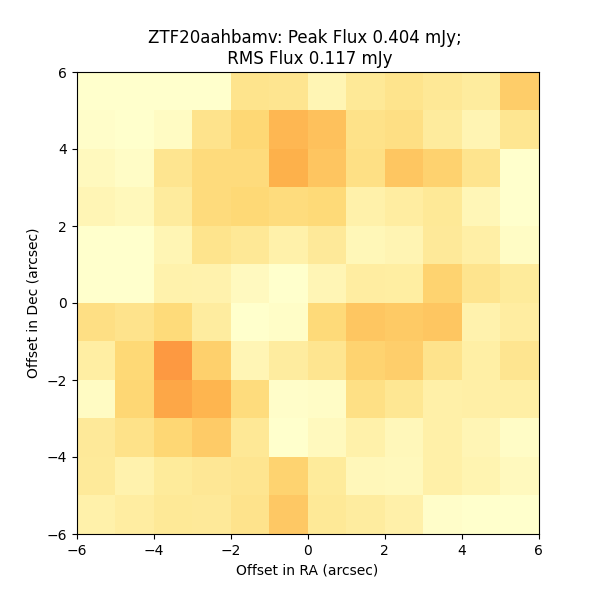 ZTF20aahbamv: Peak Flux 0.404 mJy;
RMS Flux 0.117 mJy
6
4
2
0
−2
−4
−6
Offset in Dec (arcsec)
−6 −4 −2 0 2 4 6
Offset in RA (arcsec)